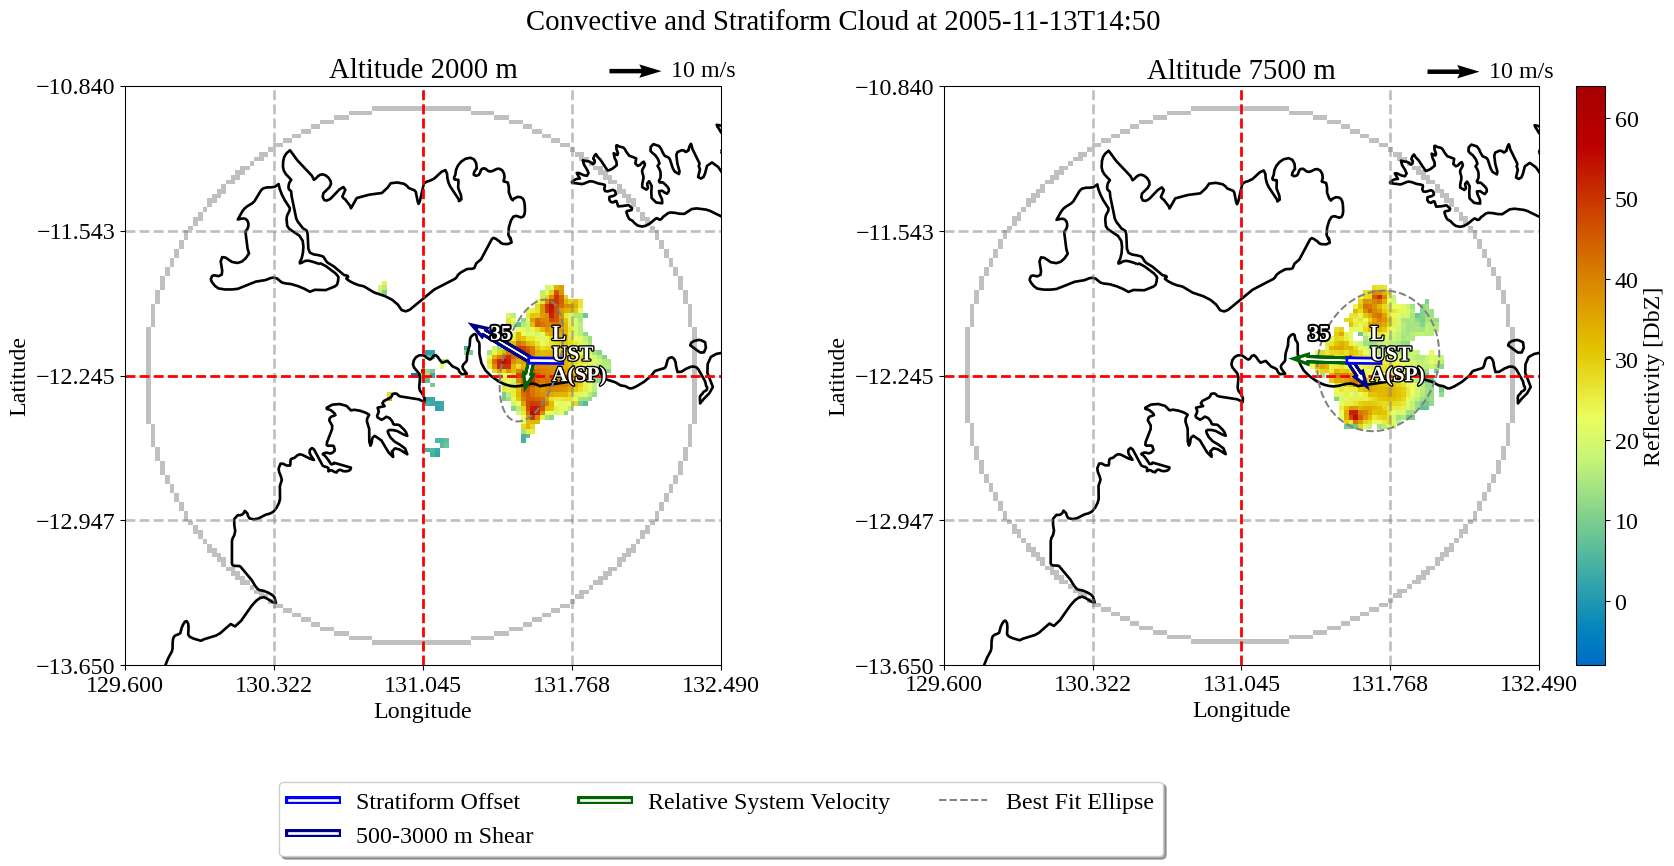 Convective and Stratiform Cloud at 2005-11-13T14:50
Altitude 2000 m
10 m/s
Altitude 7500 m
10 m/s
−10.840
−11.543
−12.245
−12.947
−13.650
129.600
130.322
131.045
131.768
132.490
Longitude
Latitude
35
L
UST
A(SP)
−10.840
−11.543
−12.245
−12.947
−13.650
129.600
130.322
131.045
131.768
132.490
Longitude
Latitude
35
L
UST
A(SP)
60
50
40
30
20
10
0
Reflectivity [DbZ]
Stratiform Offset
500-3000 m Shear
Relative System Velocity
Best Fit Ellipse